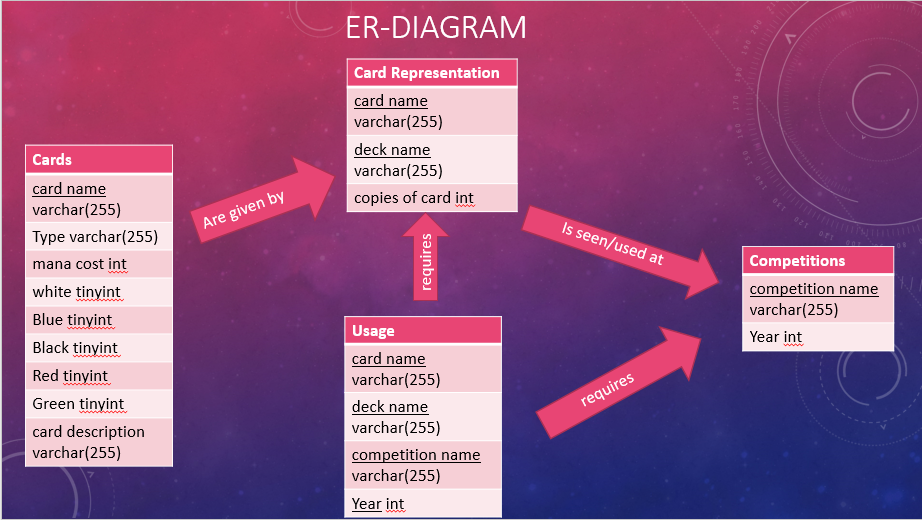 ER-DIAGRAM
Card Representation
card name
varchar(255)
deck name
varchar(255)
copies of card int
Cards
card name
varchar(255)
Type varchar(255)
mana cost int
white tinyint
Blue tinyint
Black tinyint
Red tinyint
Green tinyint
card description
varchar(255)
Are given by
requires
Is seen/used at
Usage
card name
varchar(255)
deck name
varchar(255)
competition name
varchar(255)
Year int
requires
Competitions
competition name
varchar(255)
Year int